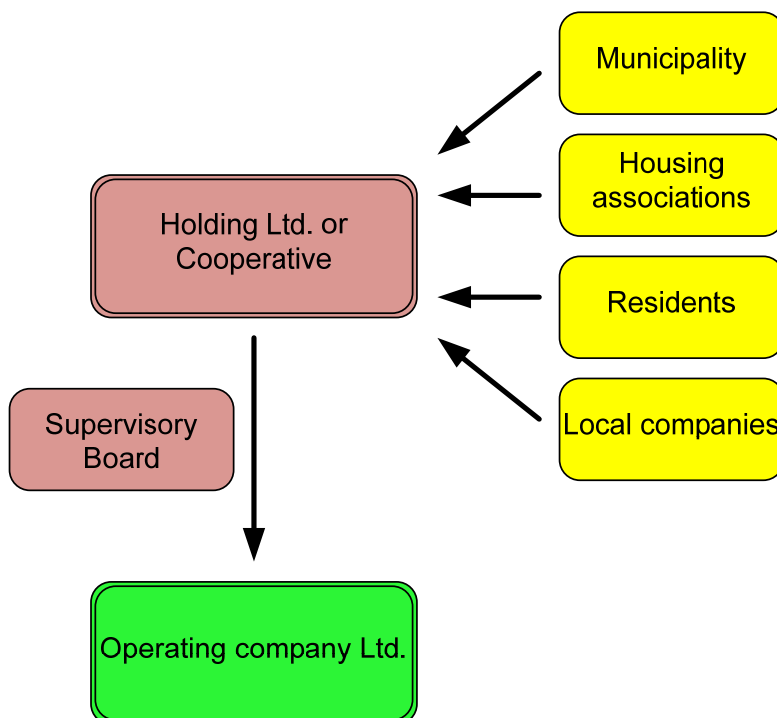 Municipality
Housing
associations
Holding Ltd. or
Cooperative
Residents
Local companies
Supervisory
Board
Operating company Ltd.